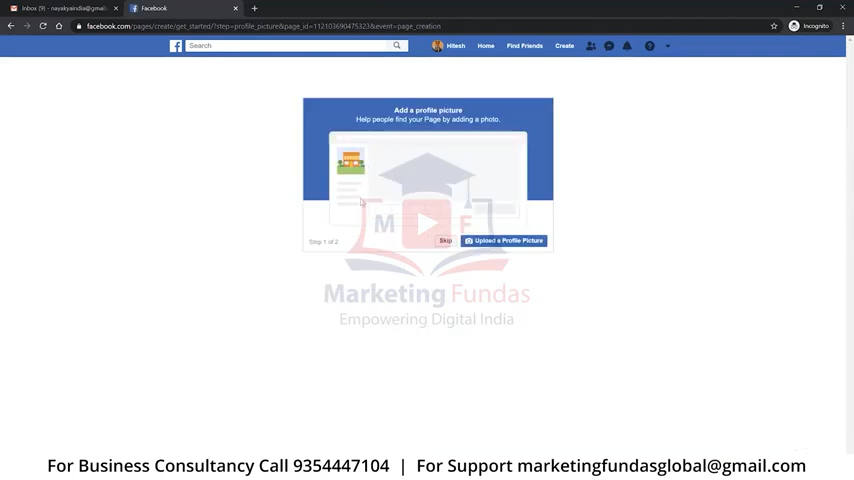 Inbox (9) - nayakyaindia@gmail
Facebook
facebook.com/pages/create/get_started/?step=profile_picture&page_id=112103690475323&event=page_creation
Incognito
Search
Hitesh Home Find Friends Create
Add a profile picture
Help people find your Page by adding a photo.
M F
Step 1 of 2 Skip Upload a Profile Picture
Marketing Fundas
Empowering Digital India
For Business Consultancy Call 9354447104 | For Support marketingfundasglobal@gmail.com